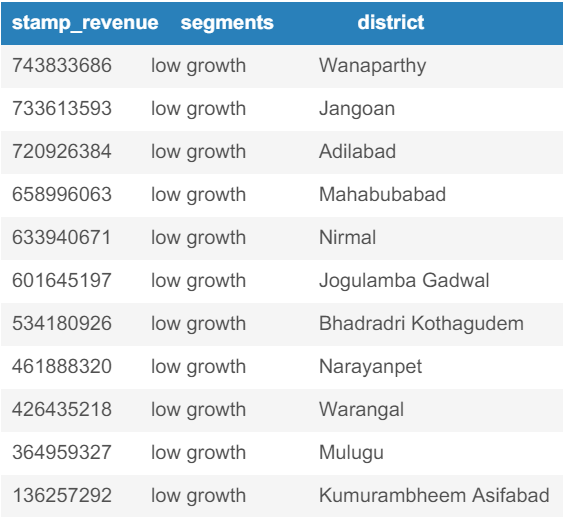 stamp_revenue segments district
743833686 low growth Wanaparthy
733613593 low growth Jangoan
720926384 low growth Adilabad
658996063 low growth Mahabubabad
633940671 low growth Nirmal
601645197 low growth Jogulamba Gadwal
534180926 low growth Bhadradri Kothagudem
461888320 low growth Narayanpet
426435218 low growth Warangal
364959327 low growth Mulugu
136257292 low growth Kumurambheem Asifabad